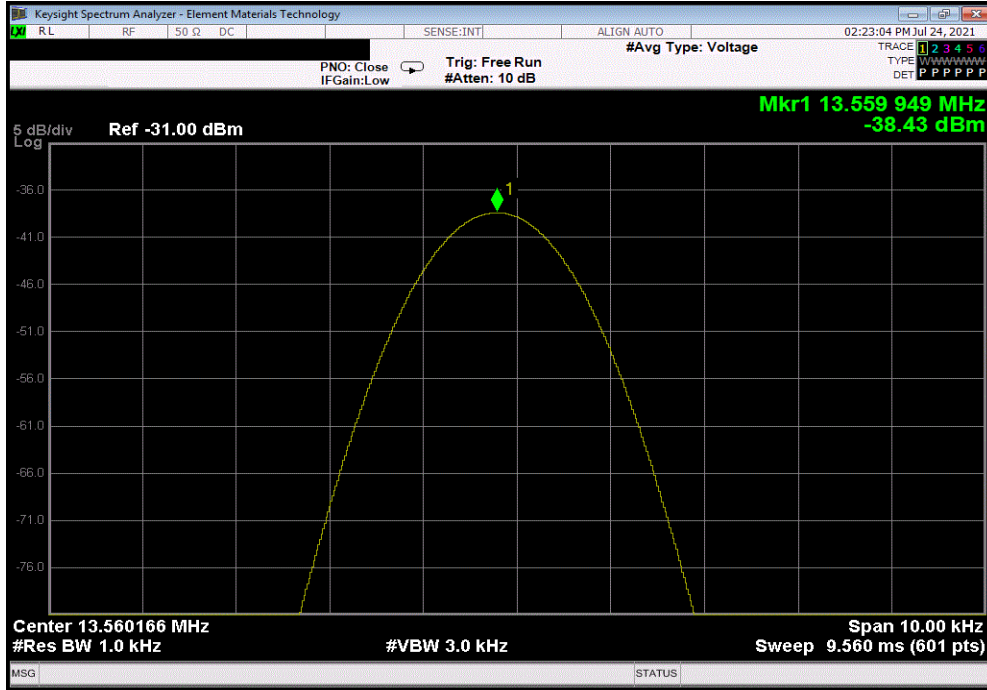 Keysight Spectrum Analyzer - Element Materials Technology
LXI RL RF 50 Ω DC SENSE:INT ALIGN AUTO 02:23:04 PM Jul 24, 2021
#Avg Type: Voltage TRACE 1 2 3 4 5 6
PNO: Close Trig: Free Run TYPE WWWWWW
IFGain:Low #Atten: 10 dB DET P P P P P P
Mkr1 13.559 949 MHz
-38.43 dBm
5 dB/div Ref -31.00 dBm
Log
1
-36.0
-41.0
-46.0
-51.0
-56.0
-61.0
-66.0
-71.0
-76.0
Center 13.560166 MHz Span 10.00 kHz
#Res BW 1.0 kHz #VBW 3.0 kHz Sweep 9.560 ms (601 pts)
MSG STATUS